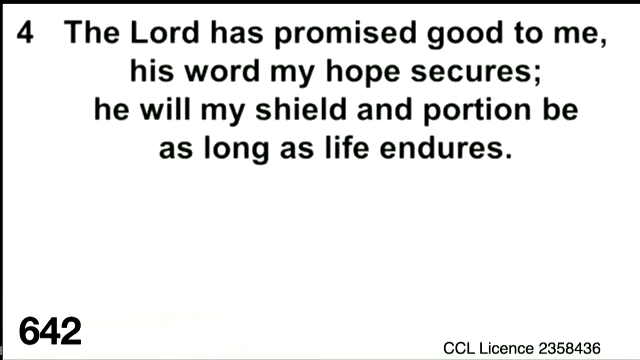 4 The Lord has promised good to me,
his word my hope secures;
he will my shield and portion be
as long as life endures.
642
CCL Licence 2358436